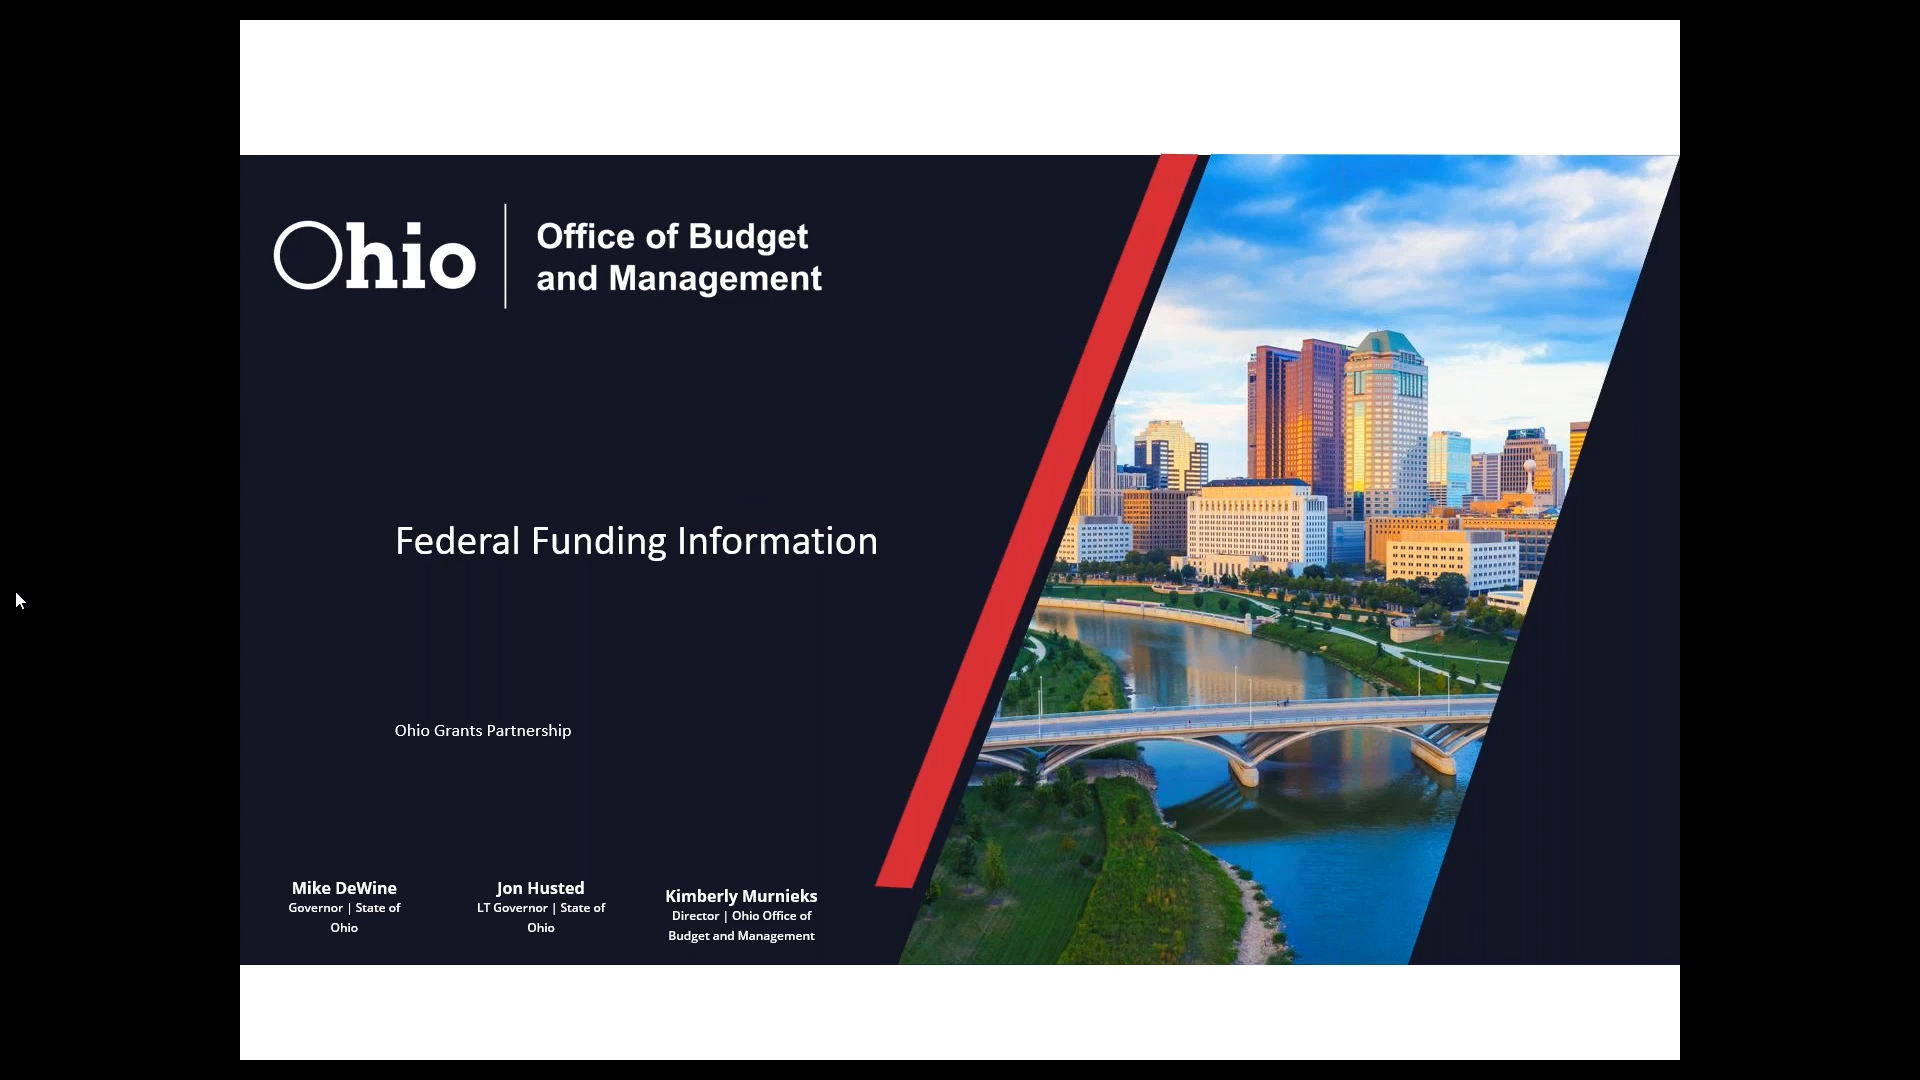 Ohio
Office of Budget
and Management
Federal Funding Information
Ohio Grants Partnership
Mike DeWine
Governor | State of
Ohio
Jon Husted
LT Governor | State of
Ohio
Kimberly Murnieks
Director | Ohio Office of
Budget and Management